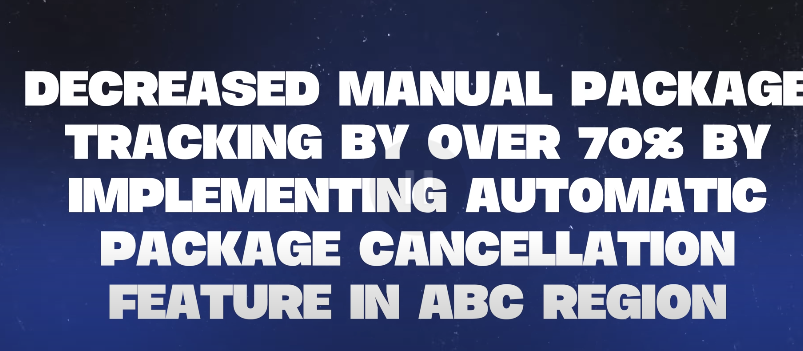 DECREASED MANUAL PACKAGE
TRACKING BY OVER 70% BY
IMPLEMENTING AUTOMATIC
PACKAGE CANCELLATION
FEATURE IN ABC REGION